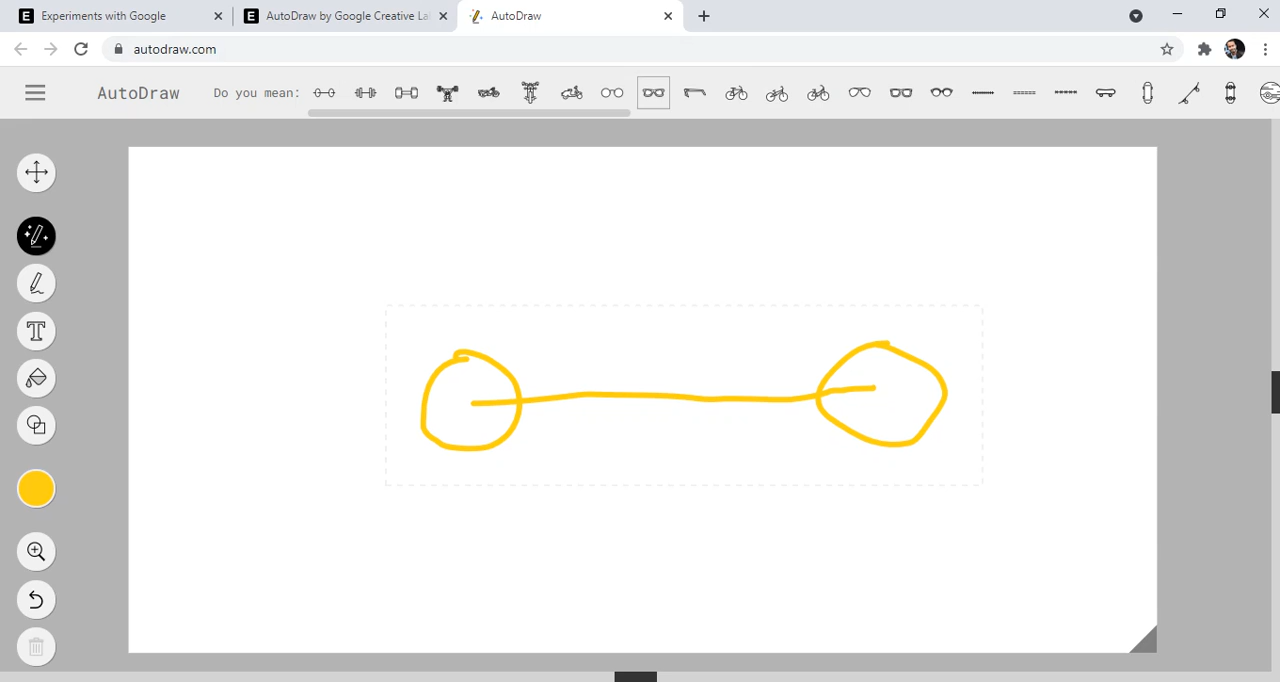 E Experiments with Google
E AutoDraw by Google Creative La
AutoDraw
autodraw.com
AutoDraw Do you mean:
T